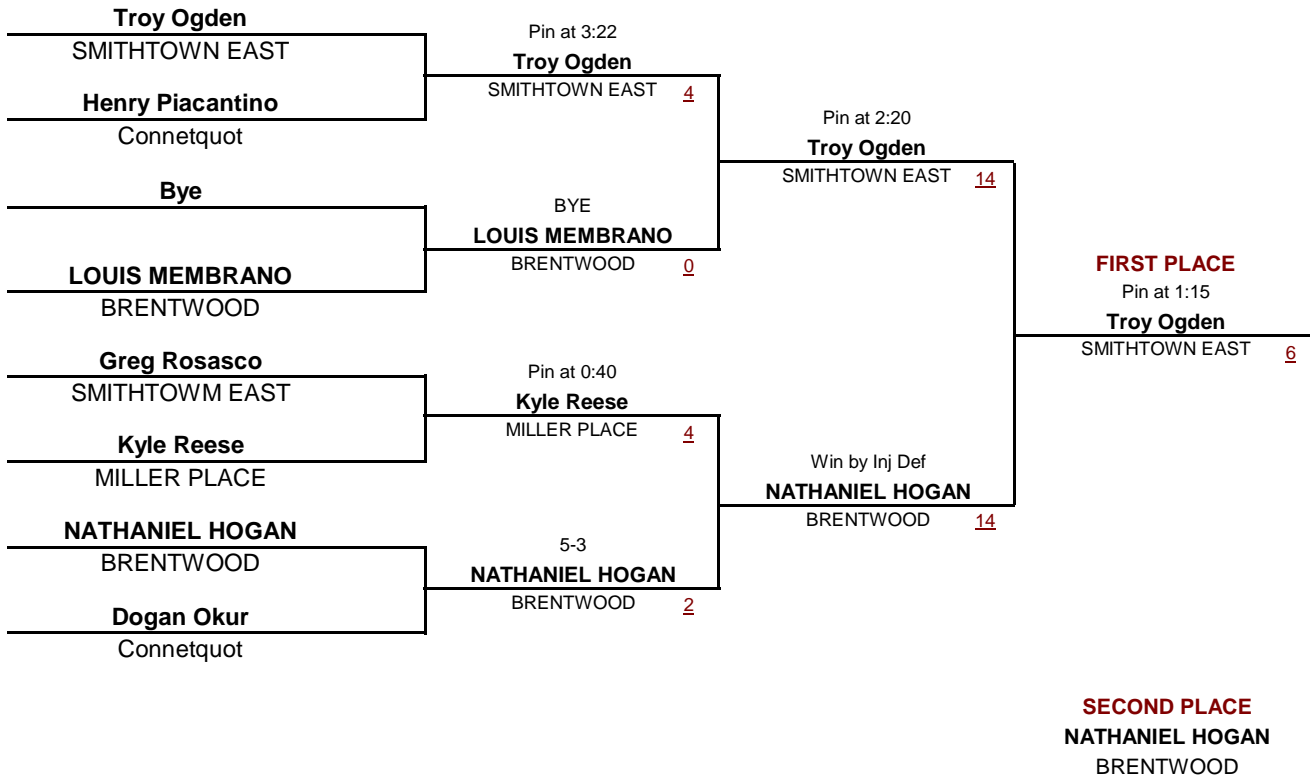 Troy Ogden
SMITHTOWN EAST
Henry Piacantino
Connetquot
Bye
LOUIS MEMBRANO
BRENTWOOD
Greg Rosasco
SMITHTOWM EAST
Kyle Reese
MILLER PLACE
NATHANIEL HOGAN
BRENTWOOD
Dogan Okur
Connetquot
Pin at 3:22
Troy Ogden
SMITHTOWN EAST 4
BYE
LOUIS MEMBRANO
BRENTWOOD 0
Pin at 0:40
Kyle Reese
MILLER PLACE 4
5-3
NATHANIEL HOGAN
BRENTWOOD 2
Pin at 2:20
Troy Ogden
SMITHTOWN EAST 14
Win by Inj Def
NATHANIEL HOGAN
BRENTWOOD 14
FIRST PLACE
Pin at 1:15
Troy Ogden
SMITHTOWN EAST 6
SECOND PLACE
NATHANIEL HOGAN
BRENTWOOD